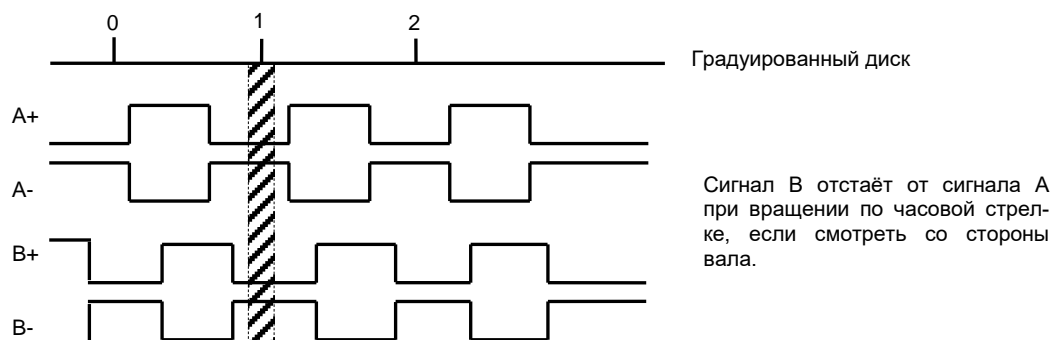 0 1 2
Градуированный диск
A+
A-
B+
B-
Сигнал B отстаёт от сигнала A
при вращении по часовой стрел-
ке, если смотреть со стороны
вала.